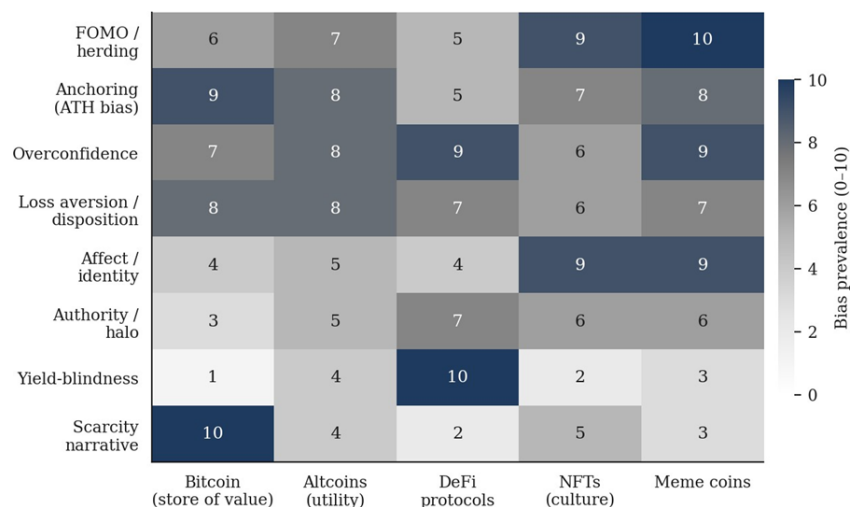 FOMO /
herding
6 7 5 9 10
Anchoring
(ATH bias)
9 8 5 7 8
Overconfidence
7 8 9 6 9
Loss aversion /
disposition
8 8 7 6 7
Affect /
identity
4 5 4 9 9
Authority /
halo
3 5 7 6 6
Yield-blindness
1 4 10 2 3
Scarcity
narrative
10 4 2 5 3
Bitcoin
(store of value)
Altcoins
(utility)
DeFi
protocols
NFTs
(culture)
Meme coins
10
8
6
4
2
0
Bias prevalence (0–10)